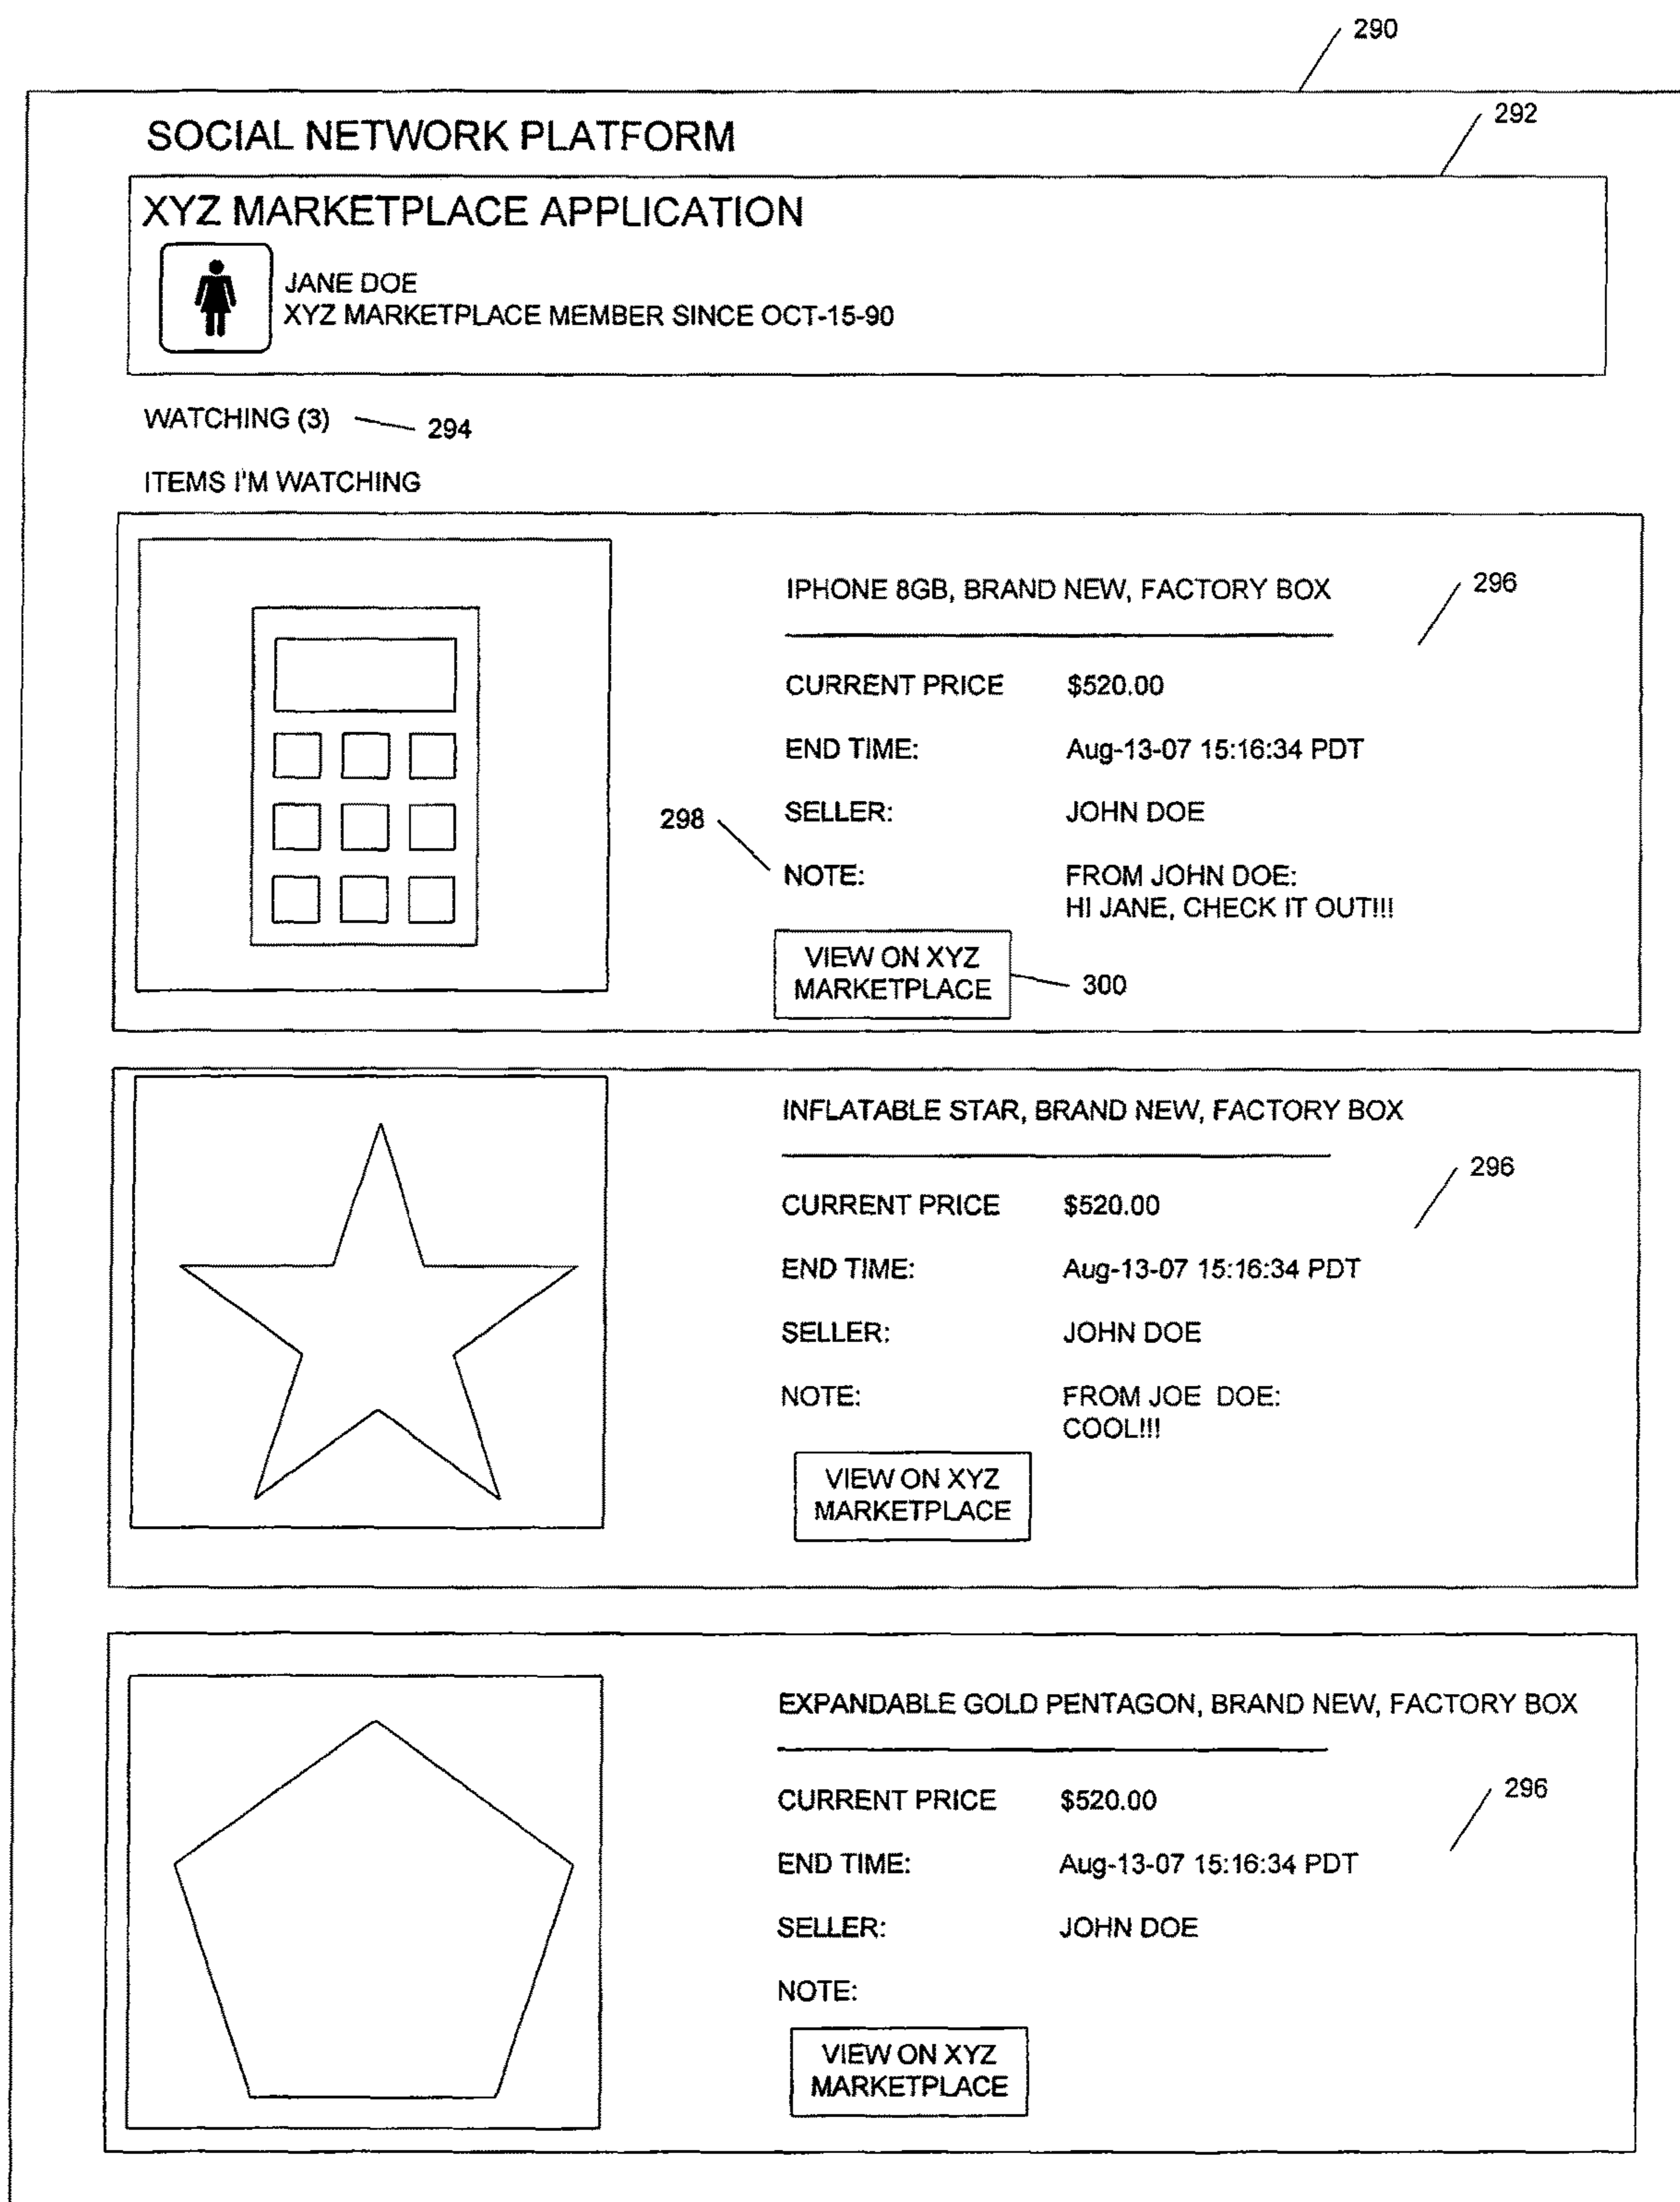 290
292
SOCIAL NETWORK PLATFORM
XYZ MARKETPLACE APPLICATION
JANE DOE
XYZ MARKETPLACE MEMBER SINCE OCT-15-90
WATCHING (3) 294
ITEMS I'M WATCHING
IPHONE 8GB, BRAND NEW, FACTORY BOX 296
CURRENT PRICE $520.00
END TIME: Aug-13-07 15:16:34 PDT
298 SELLER: JOHN DOE
NOTE: FROM JOHN DOE:
HI JANE, CHECK IT OUT!!!
VIEW ON XYZ
MARKETPLACE 300
INFLATABLE STAR, BRAND NEW, FACTORY BOX
296
CURRENT PRICE $520.00
END TIME: Aug-13-07 15:16:34 PDT
SELLER: JOHN DOE
NOTE: FROM JOE DOE:
COOL!!!
VIEW ON XYZ
MARKETPLACE
EXPANDABLE GOLD PENTAGON, BRAND NEW, FACTORY BOX
296
CURRENT PRICE $520.00
END TIME: Aug-13-07 15:16:34 PDT
SELLER: JOHN DOE
NOTE:
VIEW ON XYZ
MARKETPLACE